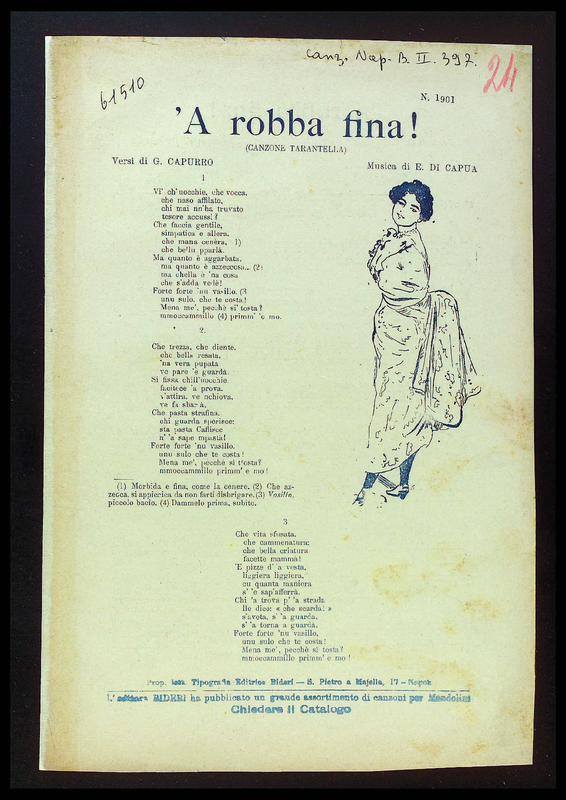 Canz. Nap. B. II. 397.
24
61510
N. 1901
'A robba fina!
(CANZONE TARANTELLA)
Versi di G. CAPURRO
Musica di E. DI CAPUA
1
Vi' ch'uocchie, che vocca,
che naso affilato,
chi mai nn'ha truvato
tesore accussì?
Che faccia gentile,
simpatica e allera,
che mana cenèra, 1)
che bellu pparlà.
Ma quanto è aggarbata,
ma quanto è azzeccosa.. (2)
ma chella è 'na cosa
che s'adda vedè!
Forte forte 'nu vasillo. (3
unu sulo, che te costa!
Mena me', pecchè si' tosta?
mmoccammillo (4) primm' 'e mo.
2.
Che trezza, che diente,
che bella resata,
'na vera pupata
ve pare 'e guardà.
Si fissa chill'uocchie
facitece 'a prova,
v'attira, ve nchiova,
ve fa sbarià,
Che pasta strafina,
chi guarda sperisce:
sta pasta Caflisce
n' 'a sape mpastà!
Forte forte 'nu vasillo,
unu sulo che te costa!
Mena me', pecchè si tosta?
mmoccammillo primm' e mo!
(1) Morbida e fina, come la cenere. (2) Che az-
zecca, si appiccica da non farti disbrigare. (3) Vasillo,
piccolo bacio. (4) Dammelo prima, subito.
3
Che vita sfusata,
che cammenatura;
che bella criatura
facette mammà!
'E pizze d' 'a vesta,
liggiera liggiera,
cu quanta maniera
s' 'e sap'afferrà.
Chi 'a trova p' 'a strada
lle dice: « che scarda! »
s'avota, s' 'a guarda,
s' 'a torna a guardà.
Forte forte 'nu vasillo,
unu sulo che te costa!
Mena me', pecchè si tosta?
mmoccammillo primm' e mo!
Prop. Tipografia Editrice Bideri — S. Pietro a Majella, 17 — Napoli
L' editore BIDERI ha pubblicato un grande assortimento di canzoni per Mandolini
Chiedere il Catalogo